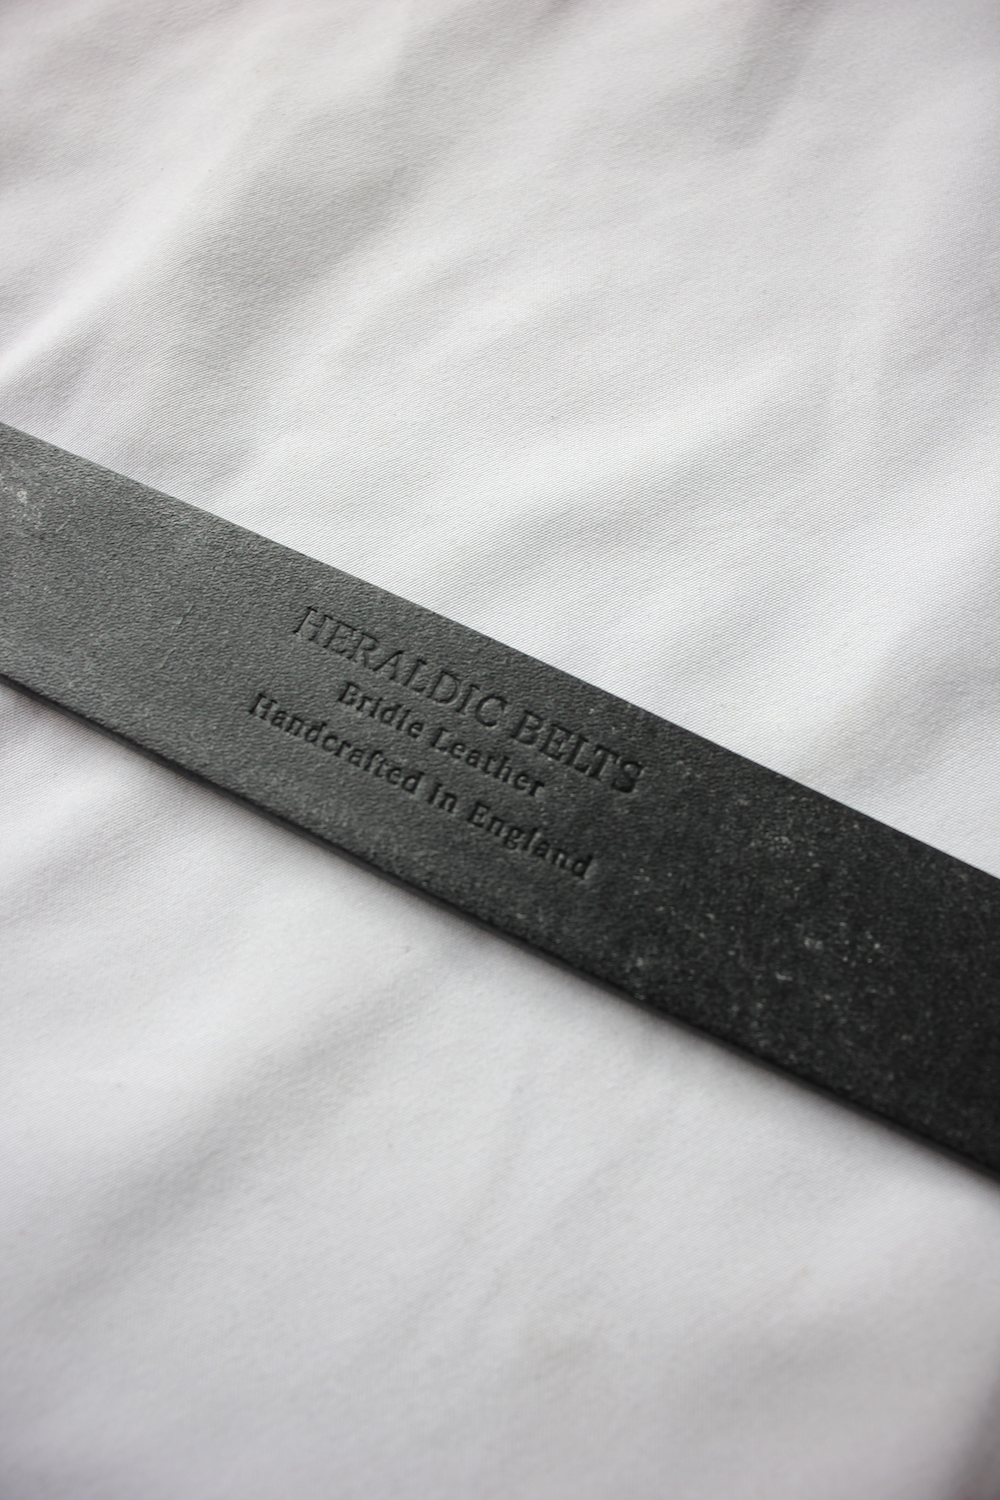 HERALDIC BELTS
Bridle Leather
Handcrafted in England